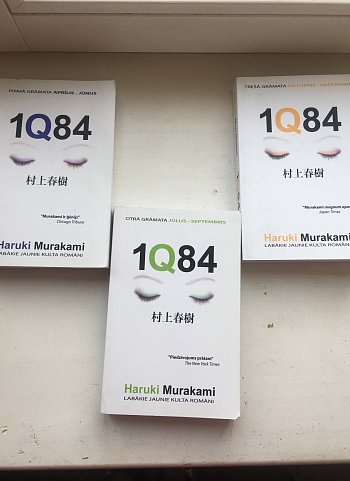 PIRMĀ GRĀMATA APRĪLIS - JŪNIJS
1Q84
村上春樹
"Murakami ir ģēnijs"
Chicago Tribune
Haruki Murakami
LABĀKIE JAUNIE KULTA ROMĀNI
OTRĀ GRĀMATA JŪLIJS - SEPTEMBRIS
1Q84
村上春樹
"Piedzīvojums prātam"
The New York Times
Haruki Murakami
LABĀKIE JAUNIE KULTA ROMĀNI
TREŠĀ GRĀMATA OKTOBRIS - DECEMBRIS
1Q84
村上春樹
"Murakami magnum opus"
Japan Times
Haruki Murakami
LABĀKIE JAUNIE KULTA ROMĀNI